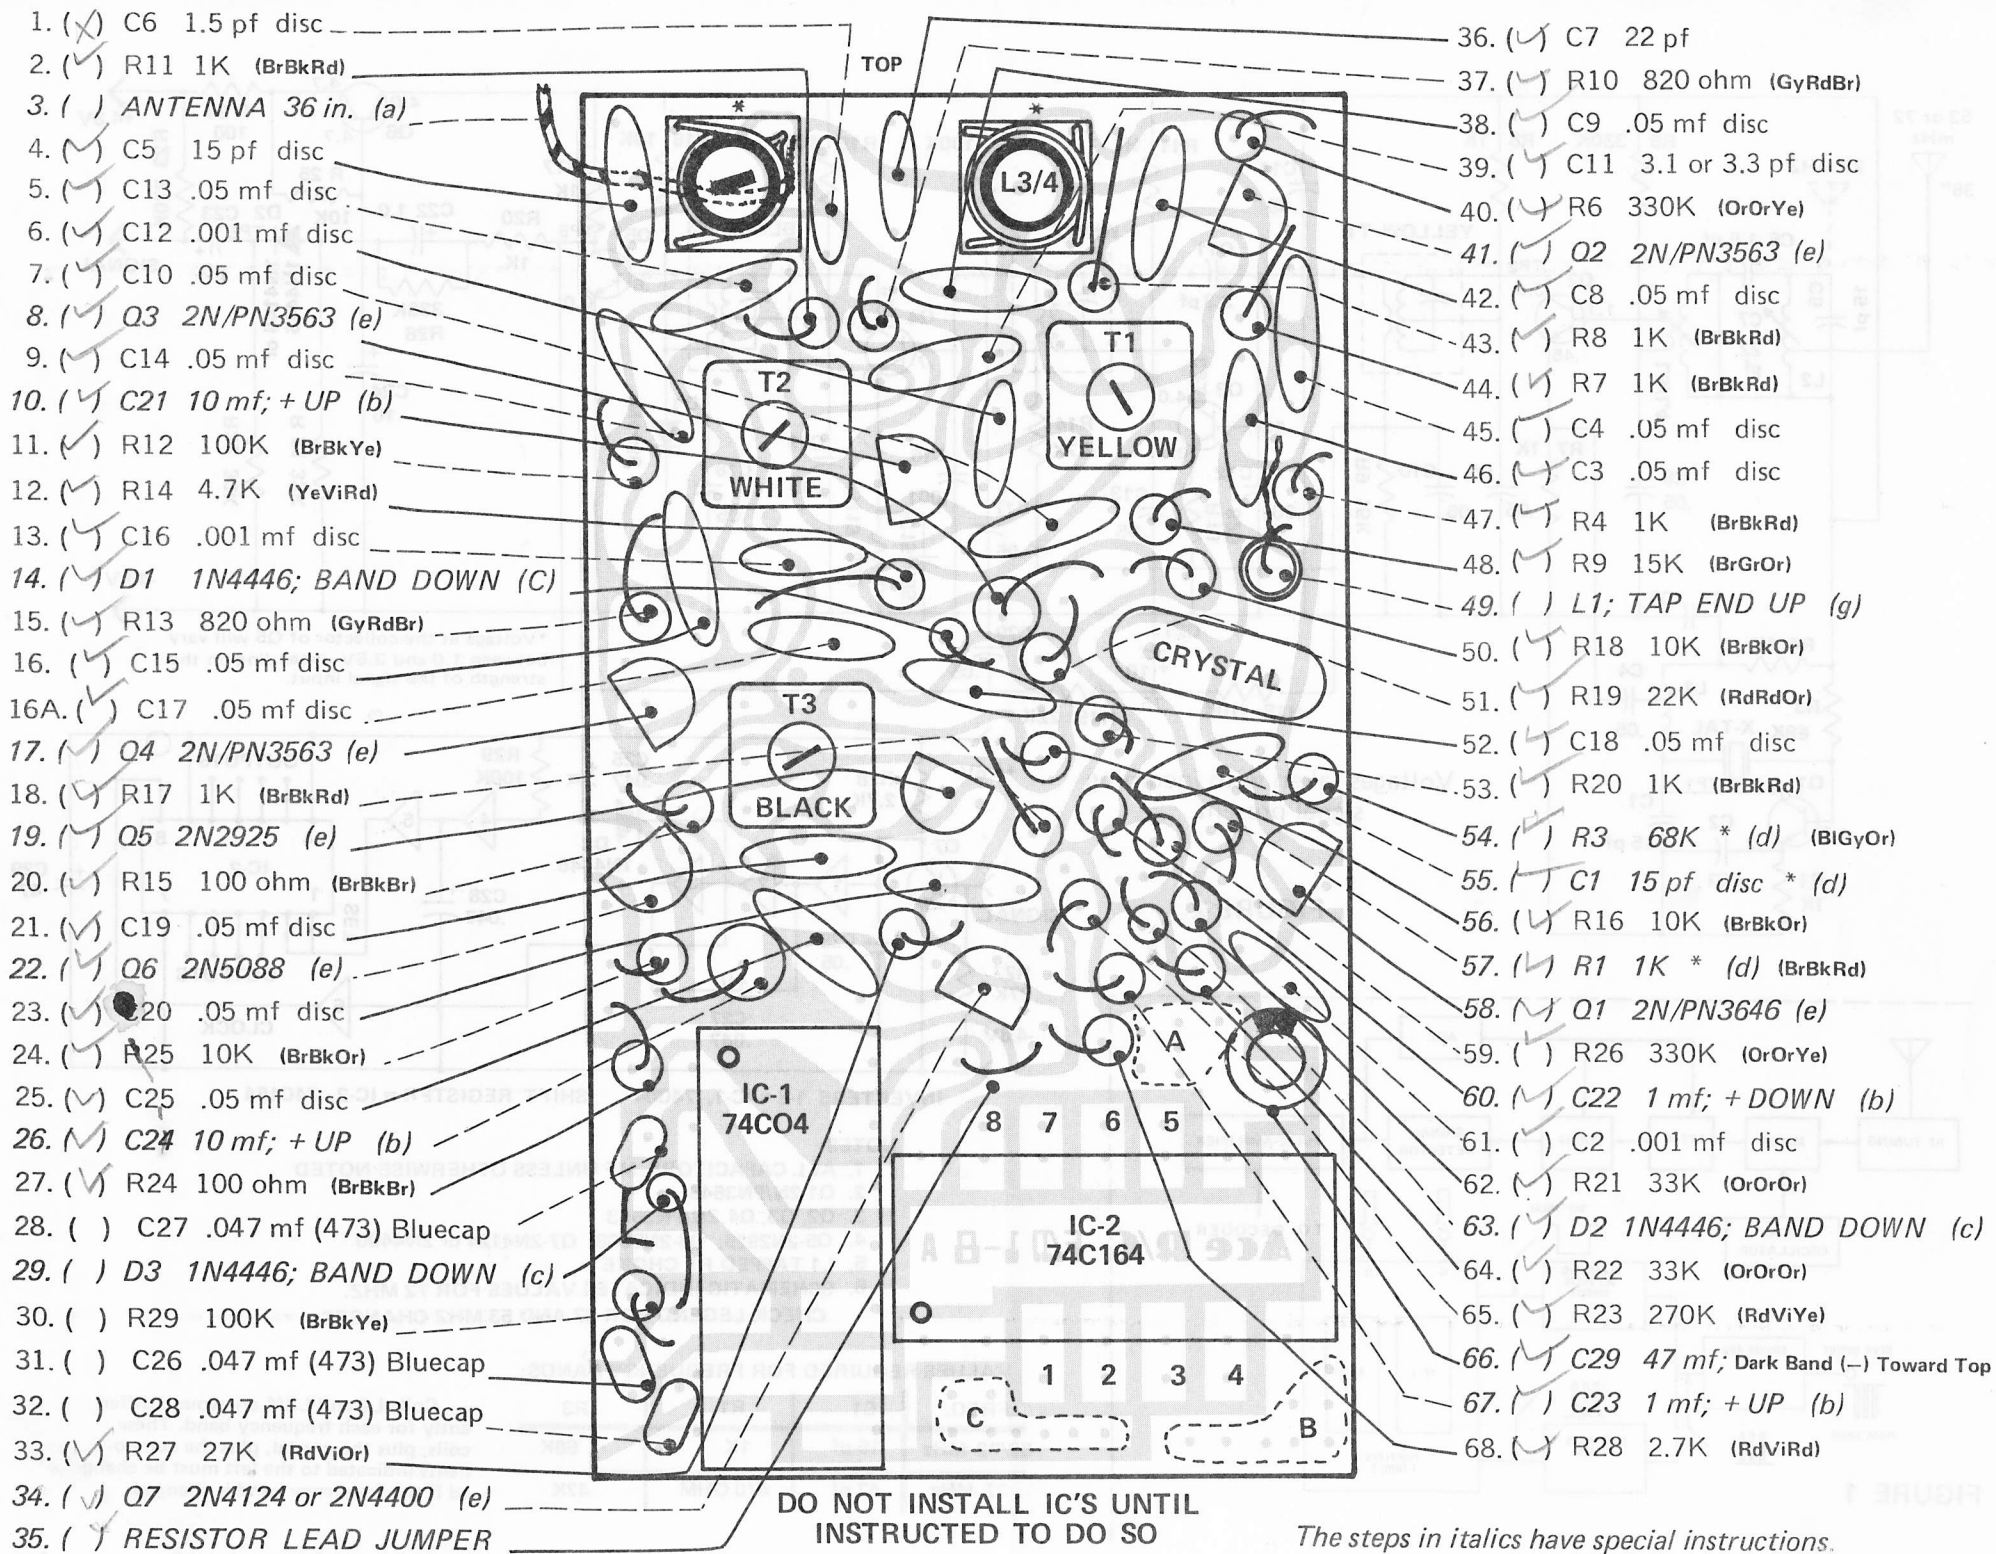 1. (X) C6 1.5 pf disc
2. (✓) R11 1K (BrBkRd)
3. ( ) ANTENNA 36 in. (a)
4. (✓) C5 15 pf disc
5. (✓) C13 .05 mf disc
6. (✓) C12 .001 mf disc
7. (✓) C10 .05 mf disc
8. (✓) Q3 2N/PN3563 (e)
9. (✓) C14 .05 mf disc
10. (✓) C21 10 mf; + UP (b)
11. (✓) R12 100K (BrBkYe)
12. (✓) R14 4.7K (YeViRd)
13. (✓) C16 .001 mf disc
14. (✓) D1 1N4446; BAND DOWN (C)
15. (✓) R13 820 ohm (GyRdBr)
16. (✓) C15 .05 mf disc
16A. (✓) C17 .05 mf disc
17. (✓) Q4 2N/PN3563 (e)
18. (✓) R17 1K (BrBkRd)
19. (✓) Q5 2N2925 (e)
20. (✓) R15 100 ohm (BrBkBr)
21. (✓) C19 .05 mf disc
22. (✓) Q6 2N5088 (e)
23. (✓) C20 .05 mf disc
24. (✓) R25 10K (BrBkOr)
25. (✓) C25 .05 mf disc
26. (✓) C24 10 mf; + UP (b)
27. (✓) R24 100 ohm (BrBkBr)
28. ( ) C27 .047 mf (473) Bluecap
29. ( ) D3 1N4446; BAND DOWN (c)
30. ( ) R29 100K (BrBkYe)
31. ( ) C26 .047 mf (473) Bluecap
32. ( ) C28 .047 mf (473) Bluecap
33. (✓) R27 27K (RdViOr)
34. (✓) Q7 2N4124 or 2N4400 (e)
35. (✓) RESISTOR LEAD JUMPER
TOP
*
*
L3/4
T1
YELLOW
T2
WHITE
CRYSTAL
T3
BLACK
A
IC-1
74CO4
8 7 6 5
IC-2
74C164
1 2 3 4
C
B
DO NOT INSTALL IC'S UNTIL
INSTRUCTED TO DO SO
36. (✓) C7 22 pf
37. (✓) R10 820 ohm (GyRdBr)
38. (✓) C9 .05 mf disc
39. (✓) C11 3.1 or 3.3 pf disc
40. (✓) R6 330K (OrOrYe)
41. (✓) Q2 2N/PN3563 (e)
42. (✓) C8 .05 mf disc
43. (✓) R8 1K (BrBkRd)
44. (✓) R7 1K (BrBkRd)
45. (✓) C4 .05 mf disc
46. (✓) C3 .05 mf disc
47. (✓) R4 1K (BrBkRd)
48. (✓) R9 15K (BrGrOr)
49. ( ) L1; TAP END UP (g)
50. (✓) R18 10K (BrBkOr)
51. (✓) R19 22K (RdRdOr)
52. (✓) C18 .05 mf disc
53. (✓) R20 1K (BrBkRd)
54. (✓) R3 68K * (d) (BlGyOr)
55. (✓) C1 15 pf disc * (d)
56. (✓) R16 10K (BrBkOr)
57. (✓) R1 1K * (d) (BrBkRd)
58. (✓) Q1 2N/PN3646 (e)
59. (✓) R26 330K (OrOrYe)
60. (✓) C22 1 mf; + DOWN (b)
61. (✓) C2 .001 mf disc
62. (✓) R21 33K (OrOrOr)
63. (✓) D2 1N4446; BAND DOWN (c)
64. (✓) R22 33K (OrOrOr)
65. (✓) R23 270K (RdViYe)
66. (✓) C29 47 mf; Dark Band (−) Toward Top
67. (✓) C23 1 mf; + UP (b)
68. (✓) R28 2.7K (RdViRd)
The steps in italics have special instructions.